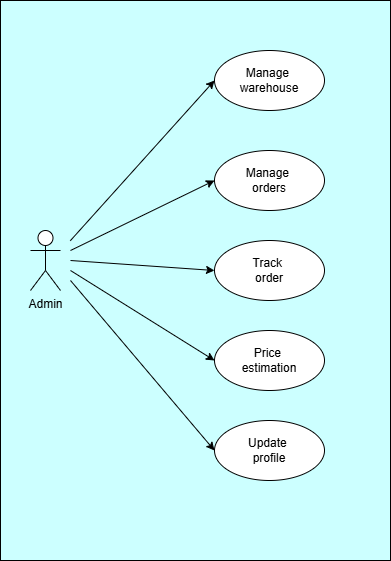 Manage
warehouse
Manage
orders
Track
order
Admin
Price
estimation
Update
profile